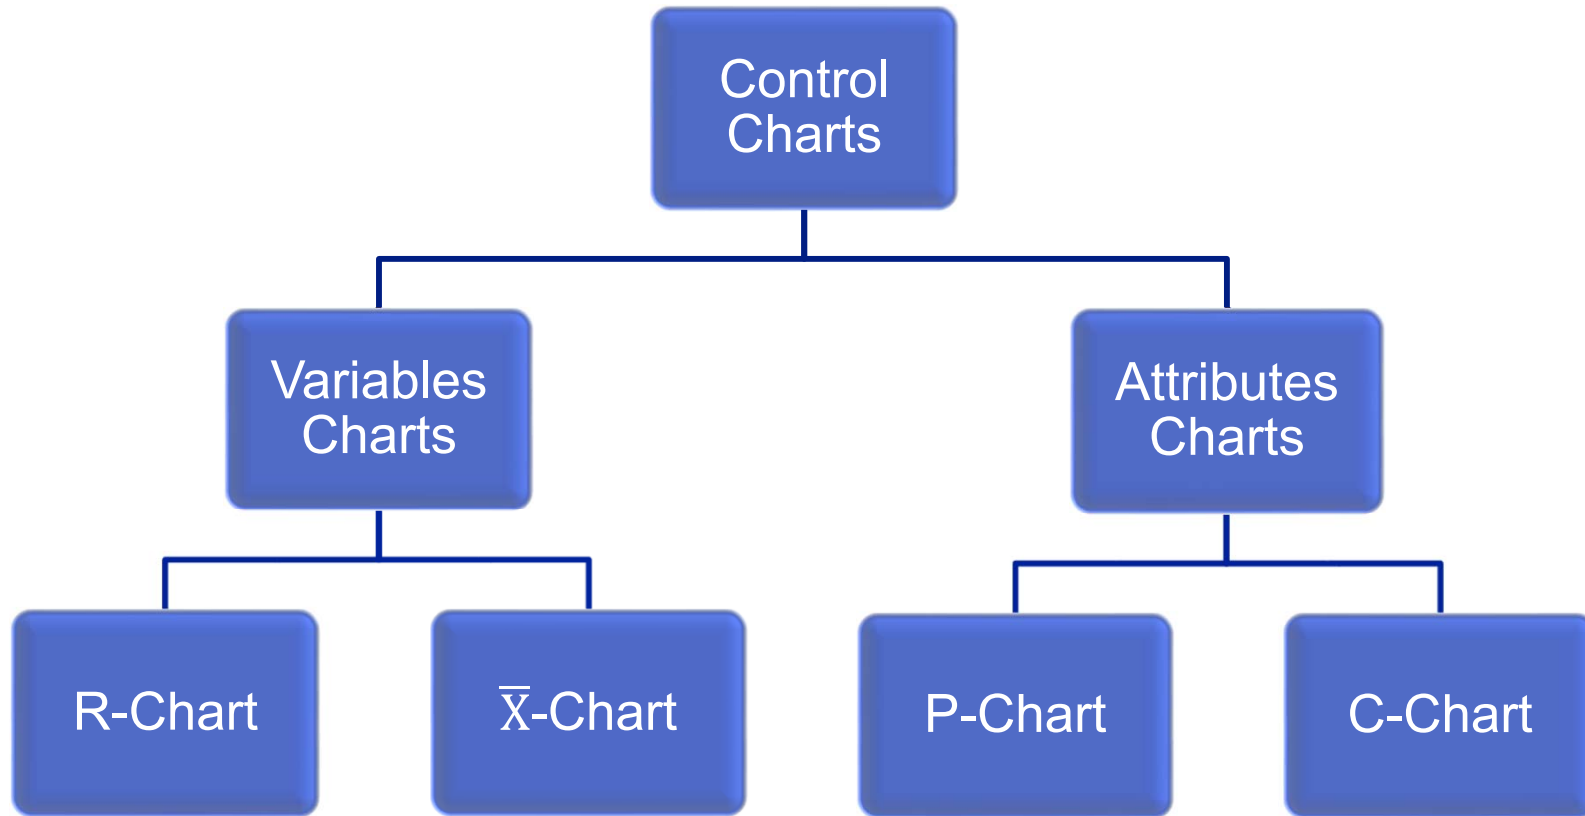 Control
Charts
Variables
Charts
Attributes
Charts
R-Chart
X̅-Chart
P-Chart
C-Chart